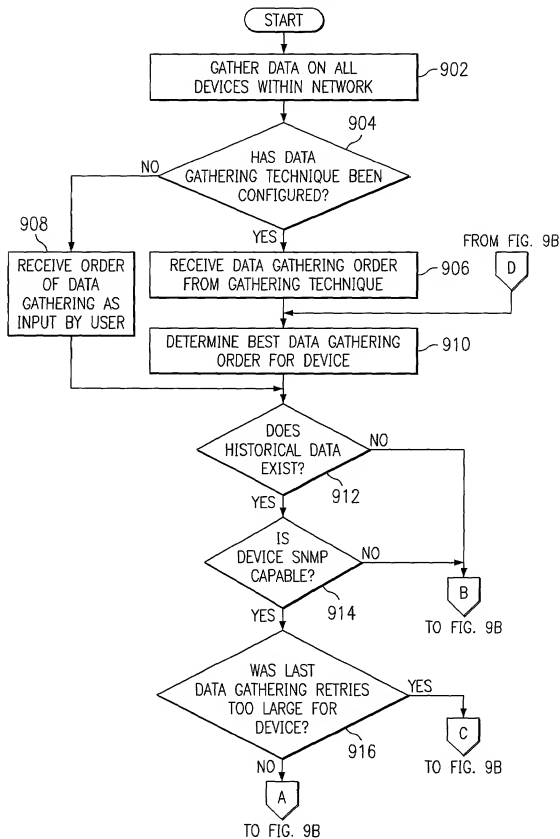 START
GATHER DATA ON ALL
DEVICES WITHIN NETWORK
902
904
HAS DATA
GATHERING TECHNIQUE BEEN
CONFIGURED?
NO
YES
908
RECEIVE ORDER
OF DATA
GATHERING AS
INPUT BY USER
RECEIVE DATA GATHERING ORDER
FROM GATHERING TECHNIQUE
906
FROM FIG. 9B
D
DETERMINE BEST DATA GATHERING
ORDER FOR DEVICE
910
DOES
HISTORICAL DATA
EXIST?
NO
912
YES
IS
DEVICE SNMP
CAPABLE?
NO
914
YES
B
TO FIG. 9B
WAS LAST
DATA GATHERING RETRIES
TOO LARGE FOR
DEVICE?
YES
916
C
TO FIG. 9B
NO
A
TO FIG. 9B